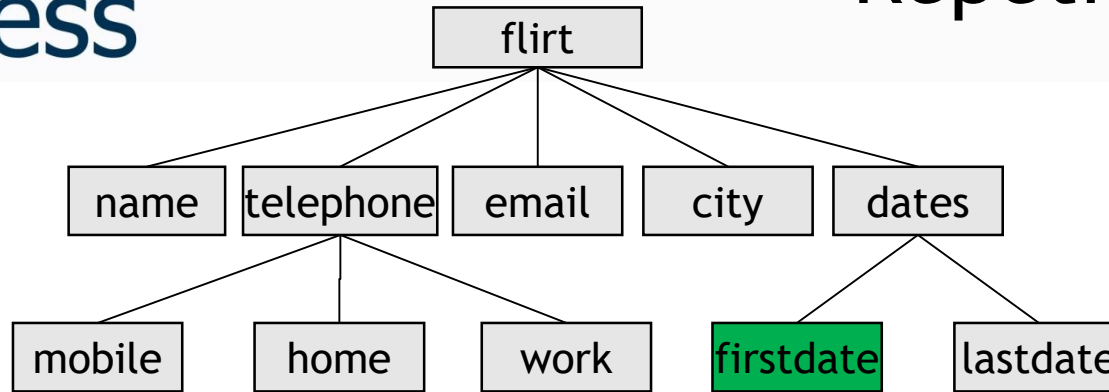 ess
flirt
name telephone email city dates
mobile home work firstdate lastdate